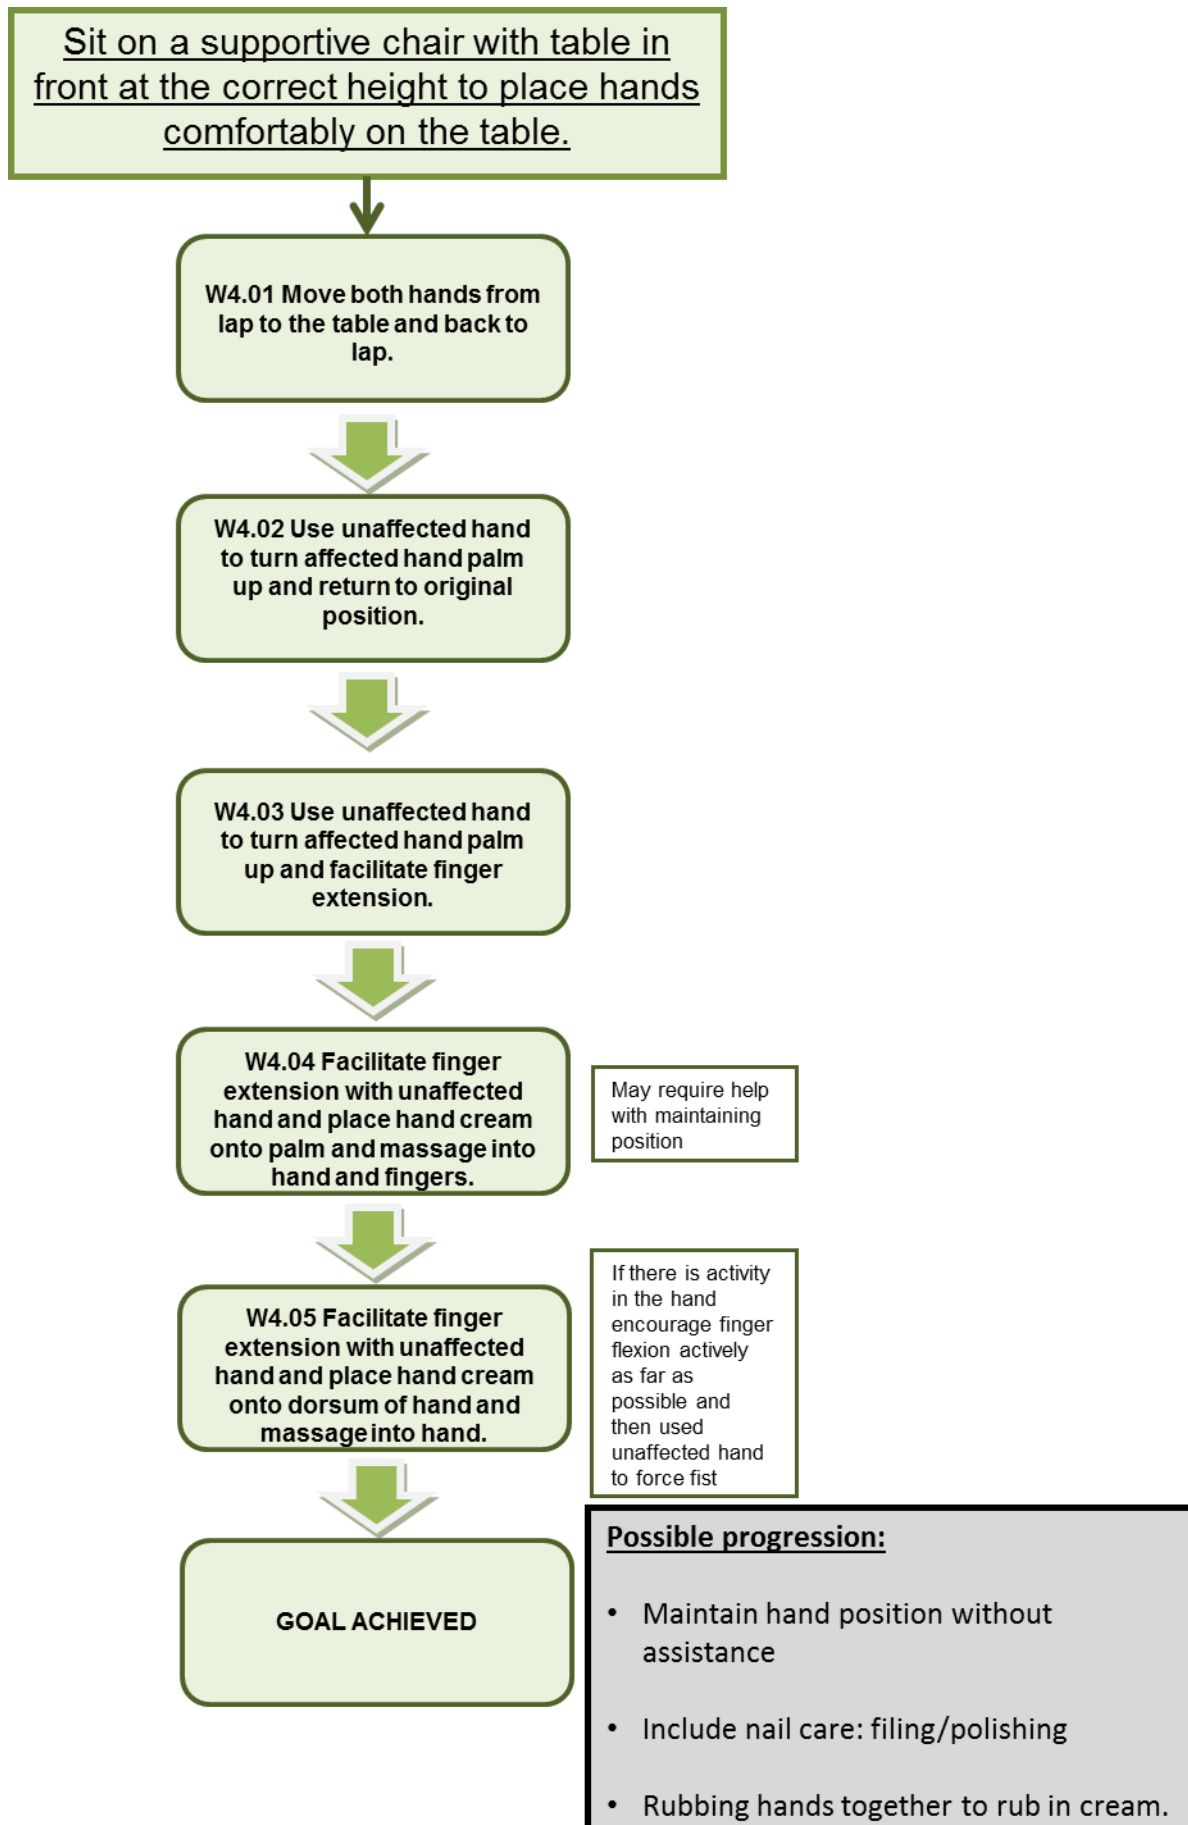 Sit on a supportive chair with table in
front at the correct height to place hands
comfortably on the table.
W4.01 Move both hands from
lap to the table and back to
lap.
W4.02 Use unaffected hand
to turn affected hand palm
up and return to original
position.
W4.03 Use unaffected hand
to turn affected hand palm
up and facilitate finger
extension.
W4.04 Facilitate finger
extension with unaffected
hand and place hand cream
onto palm and massage into
hand and fingers.
May require help
with maintaining
position
W4.05 Facilitate finger
extension with unaffected
hand and place hand cream
onto dorsum of hand and
massage into hand.
If there is activity
in the hand
encourage finger
flexion actively
as far as
possible and
then used
unaffected hand
to force fist
GOAL ACHIEVED
Possible progression:
• Maintain hand position without
assistance
• Include nail care: filing/polishing
• Rubbing hands together to rub in cream.